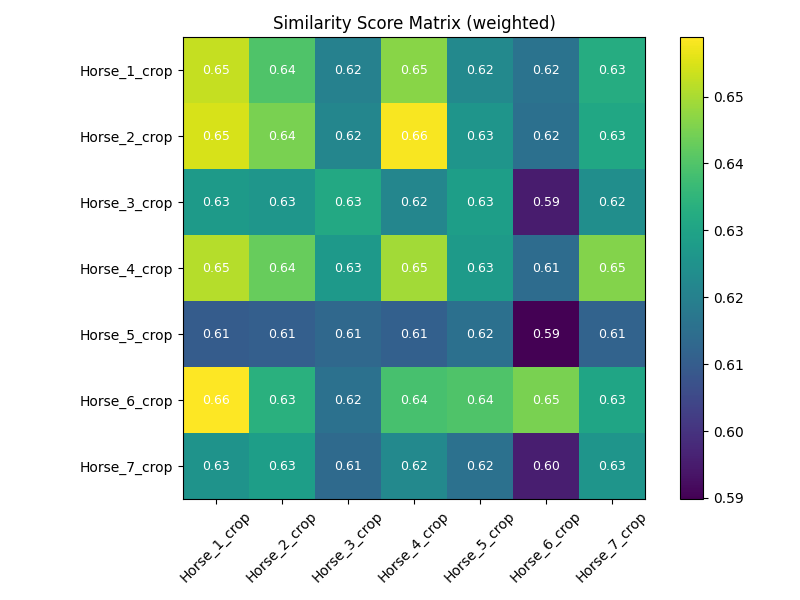 Similarity Score Matrix (weighted)
Horse_1_crop 0.65 0.64 0.62 0.65 0.62 0.62 0.63
Horse_2_crop 0.65 0.64 0.62 0.66 0.63 0.62 0.63
Horse_3_crop 0.63 0.63 0.63 0.62 0.63 0.59 0.62
Horse_4_crop 0.65 0.64 0.63 0.65 0.63 0.61 0.65
Horse_5_crop 0.61 0.61 0.61 0.61 0.62 0.59 0.61
Horse_6_crop 0.66 0.63 0.62 0.64 0.64 0.65 0.63
Horse_7_crop 0.63 0.63 0.61 0.62 0.62 0.60 0.63
Horse_1_crop Horse_2_crop Horse_3_crop Horse_4_crop Horse_5_crop Horse_6_crop Horse_7_crop
0.65
0.64
0.63
0.62
0.61
0.60
0.59